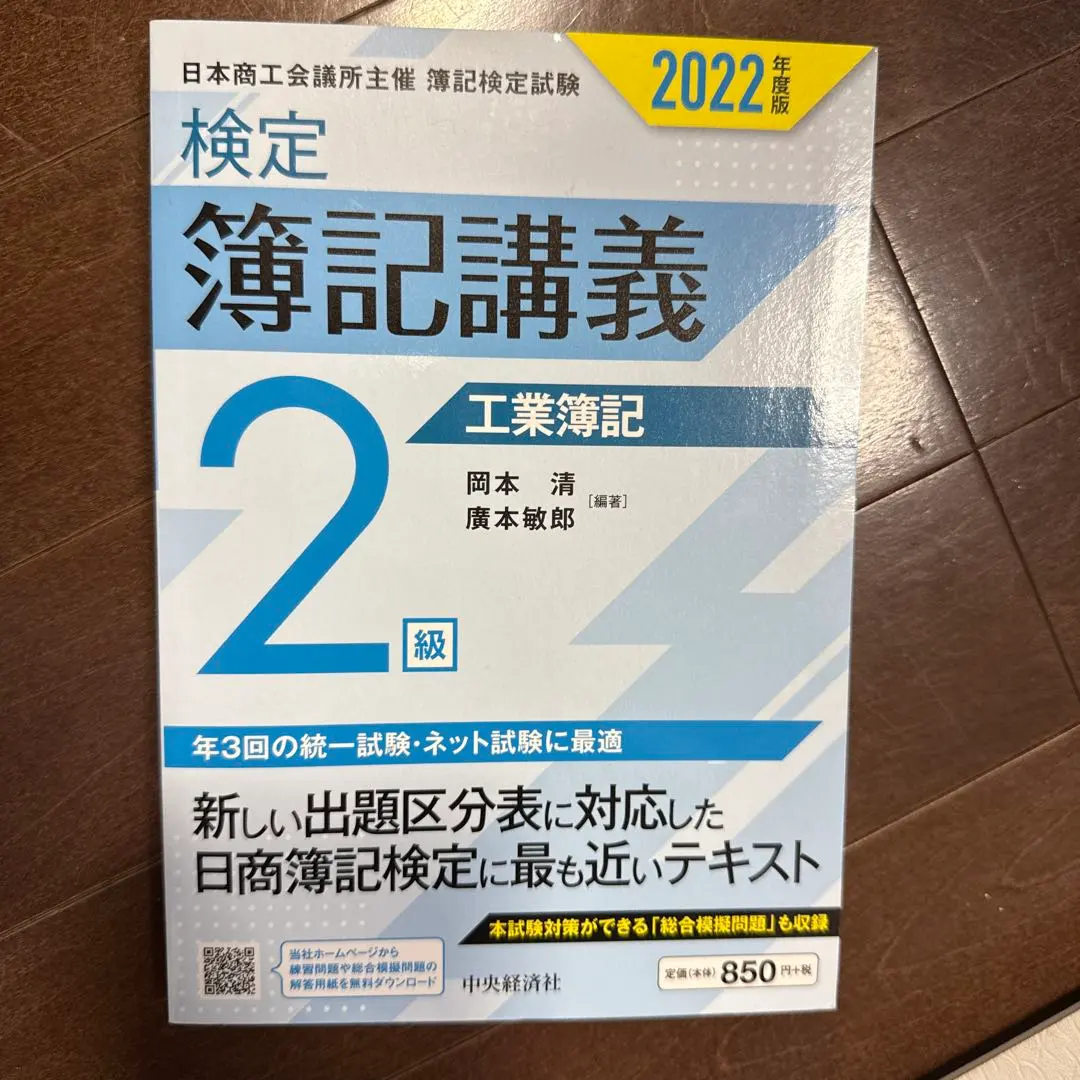 日本商工会議所主催 簿記検定試験
2022年度版
検定
簿記講義
2級
工業簿記
岡本 清
廣本敏郎
[編著]
年3回の統一試験・ネット試験に最適
新しい出題区分表に対応した
日商簿記検定に最も近いテキスト
本試験対策ができる「総合模擬問題」も収録
当社ホームページから
練習問題や総合模擬問題の
解答用紙を無料ダウンロード
中央経済社
定価(本体)850円+税